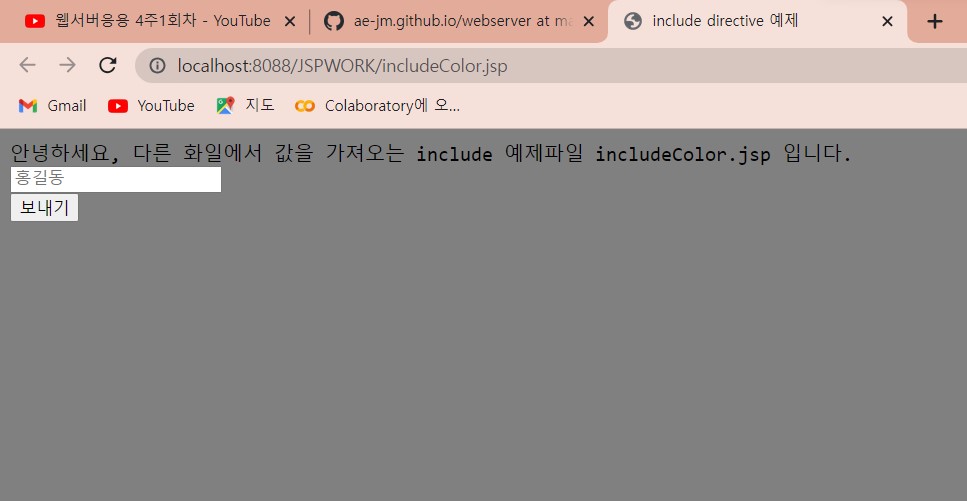 웹서버응용 4주1회차 - YouTube
ae-jm.github.io/webserver at ma
include directive 예제
localhost:8088/JSPWORK/includeColor.jsp
Gmail
YouTube
지도
Colaboratory에 오...
안녕하세요, 다른 화일에서 값을 가져오는 include 예제파일 includeColor.jsp 입니다.
홍길동
보내기